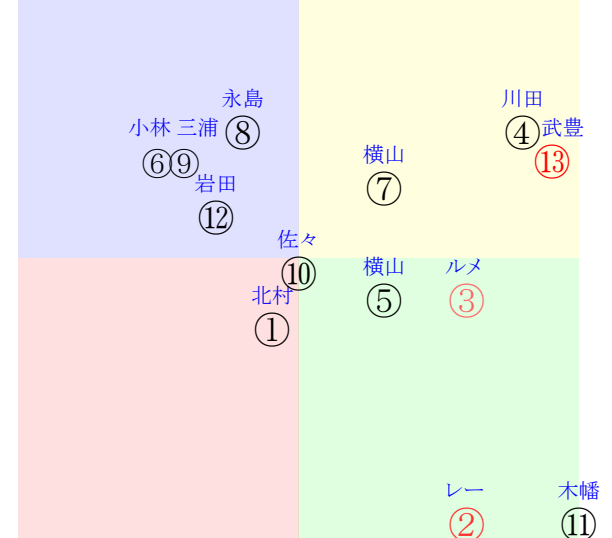 永島
⑧
小林 三浦
⑥⑨
岩田
⑫
川田
④
武豊
⑬
横山
⑦
佐々
⑩
北村
①
横山
⑤
ルメ
③
レー
②
木幡
⑪